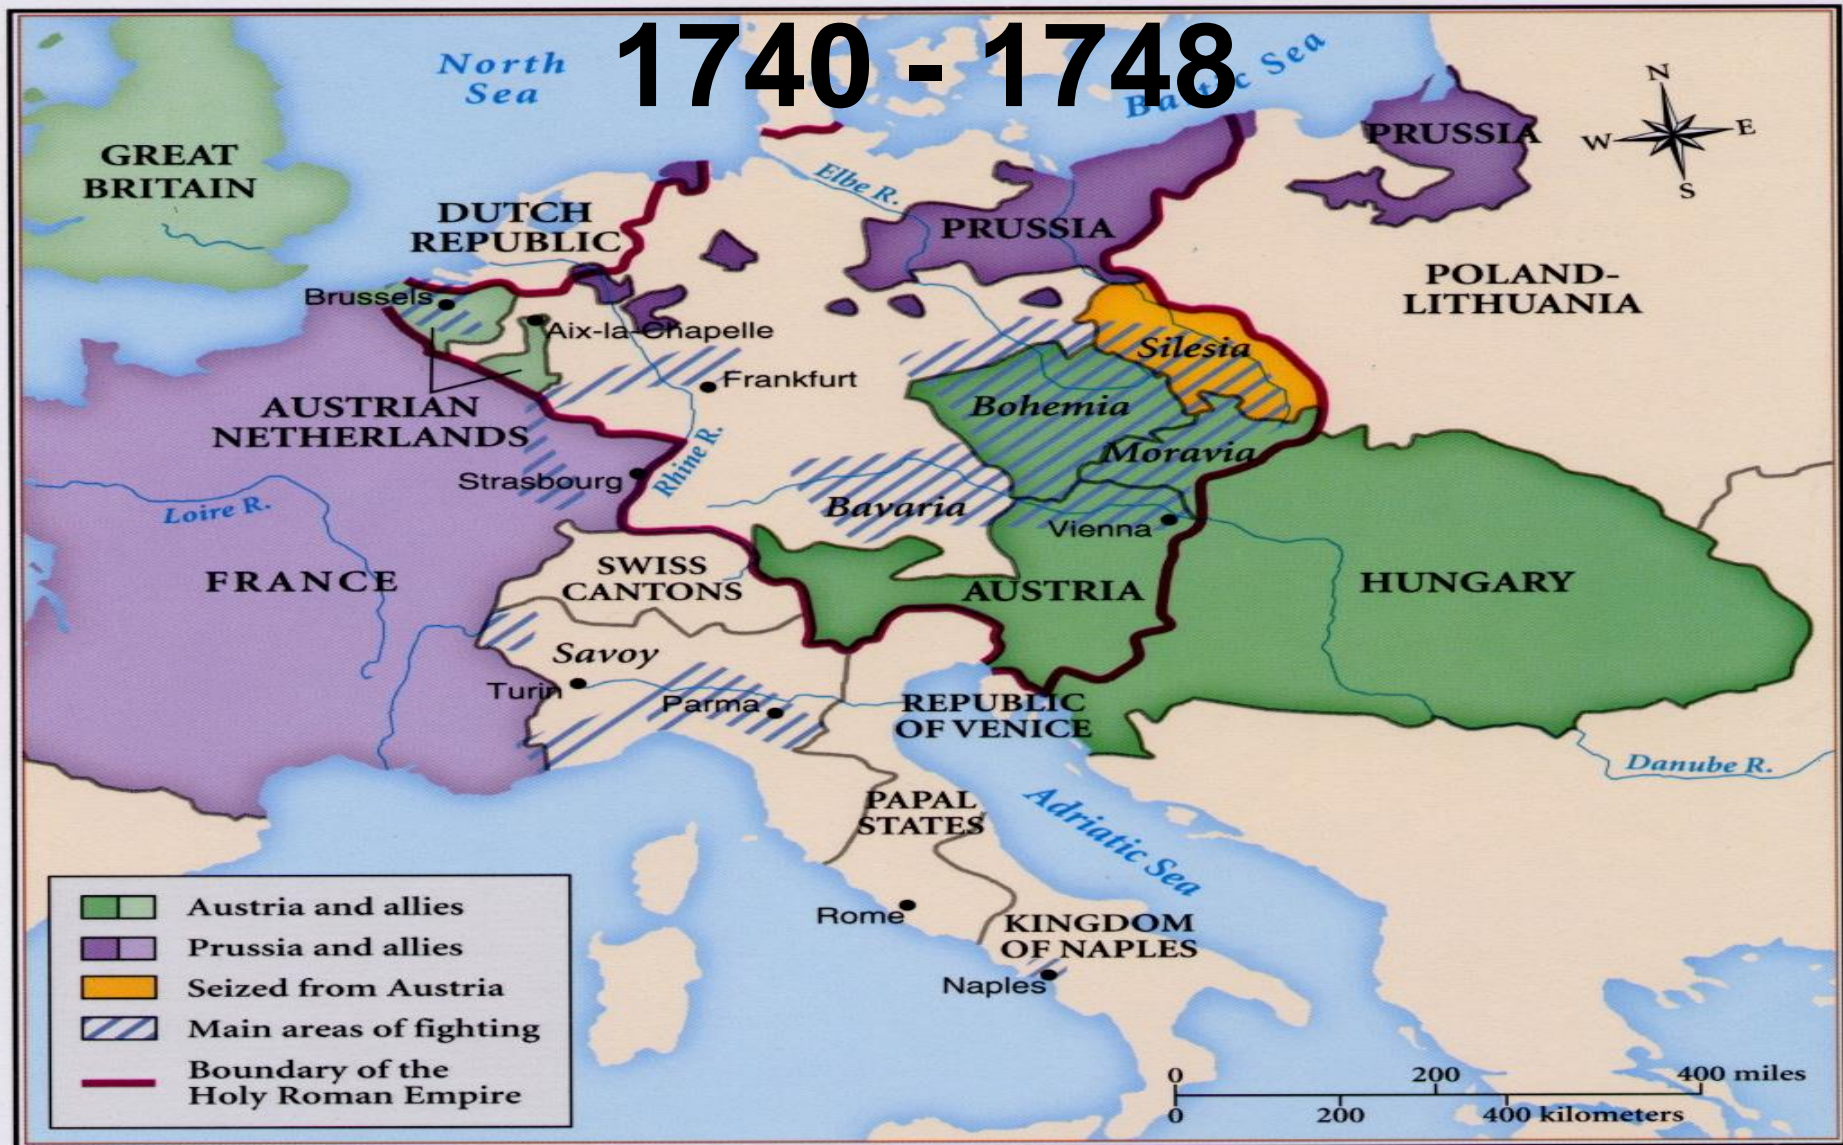 1740 - 1748
North
Sea
Baltic Sea
N
W
E
S
GREAT
BRITAIN
PRUSSIA
Elbe R.
DUTCH
REPUBLIC
PRUSSIA
POLAND-
LITHUANIA
Brussels
Aix-la-Chapelle
Silesia
Frankfurt
AUSTRIAN
NETHERLANDS
Bohemia
Moravia
Rhine R.
Strasbourg
Loire R.
Bavaria
Vienna
FRANCE
SWISS
CANTONS
AUSTRIA
HUNGARY
Savoy
Turin
Parma
REPUBLIC
OF VENICE
Danube R.
PAPAL
STATES
Adriatic Sea
Rome
KINGDOM
OF NAPLES
Naples
Austria and allies
Prussia and allies
Seized from Austria
Main areas of fighting
Boundary of the
Holy Roman Empire
0 200 400 miles
0 200 400 kilometers